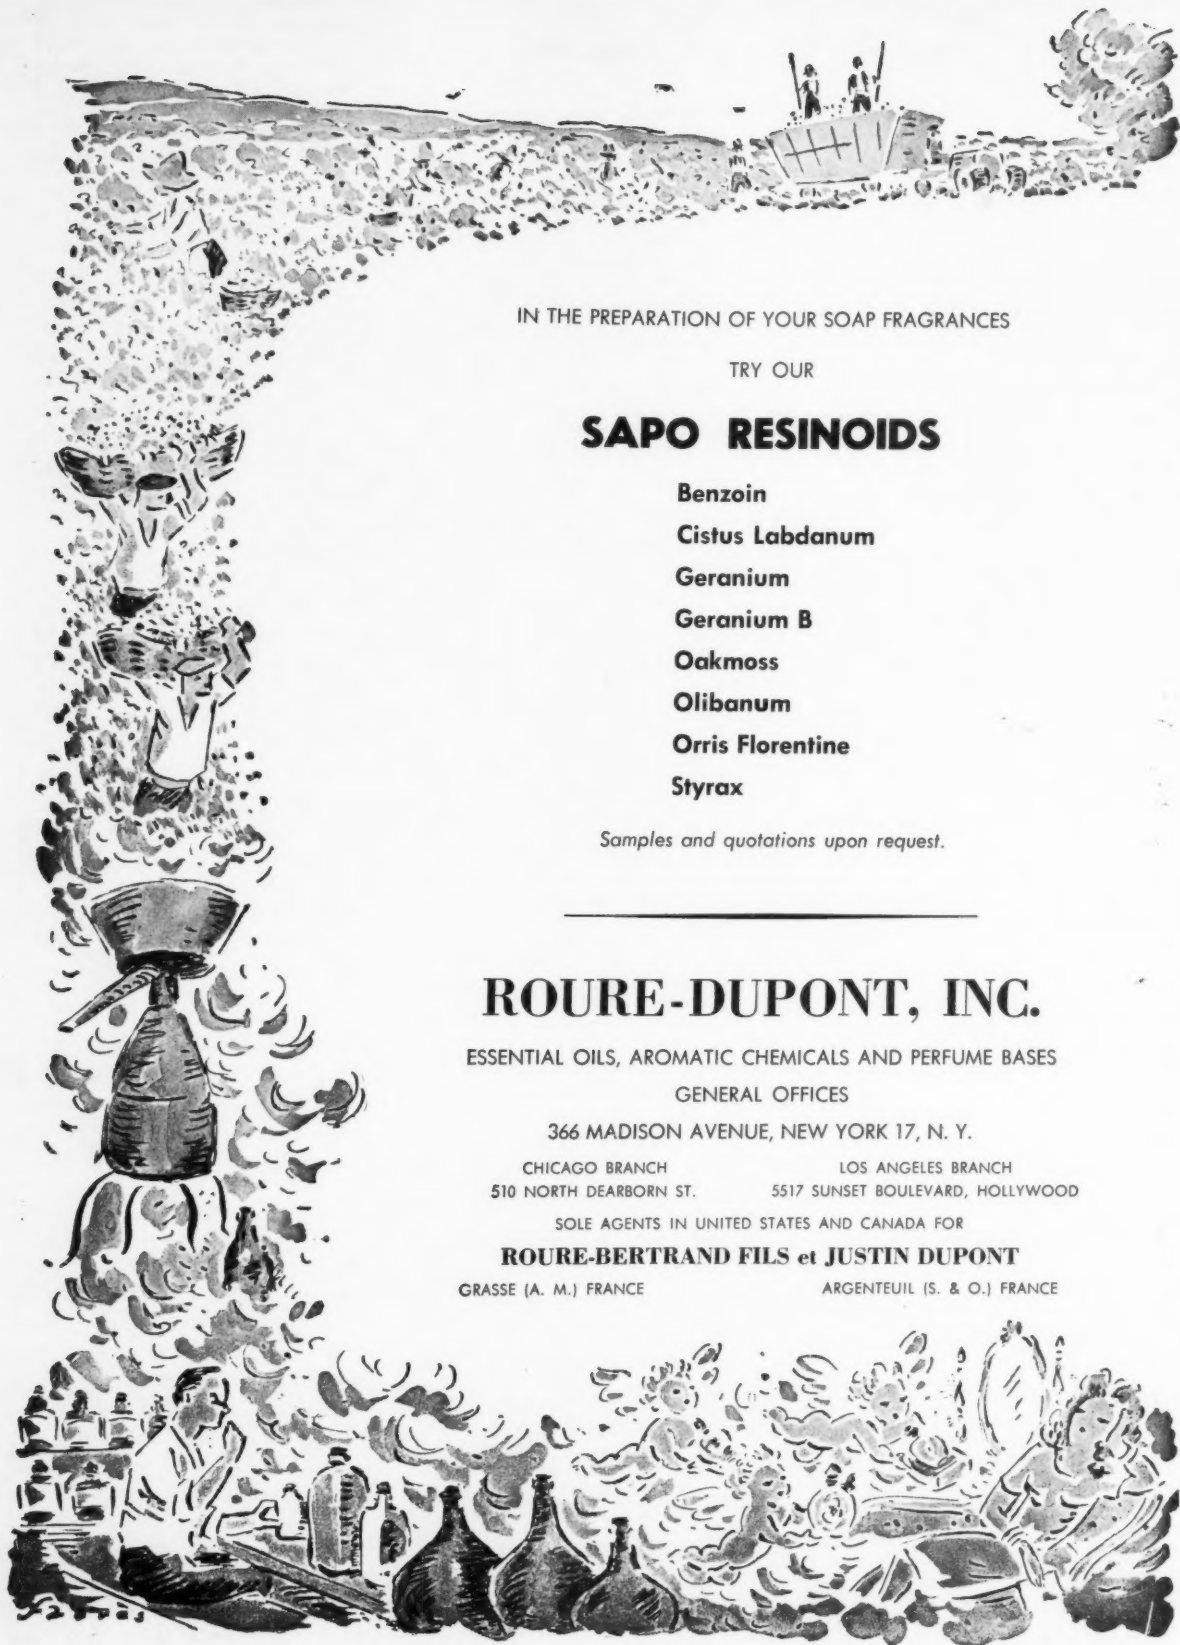 IN THE PREPARATION OF YOUR SOAP FRAGRANCES
TRY OUR
SAPO RESINOIDS
Benzoin
Cistus Labdanum
Geranium
Geranium B
Oakmoss
Olibanum
Orris Florentine
Styrax
Samples and quotations upon request.
ROURE-DUPONT, INC.
ESSENTIAL OILS, AROMATIC CHEMICALS AND PERFUME BASES
GENERAL OFFICES
366 MADISON AVENUE, NEW YORK 17, N. Y.
CHICAGO BRANCH
510 NORTH DEARBORN ST.
LOS ANGELES BRANCH
5517 SUNSET BOULEVARD, HOLLYWOOD
SOLE AGENTS IN UNITED STATES AND CANADA FOR
ROURE-BERTRAND FILS et JUSTIN DUPONT
GRASSE (A. M.) FRANCE
ARGENTEUIL (S. & O.) FRANCE